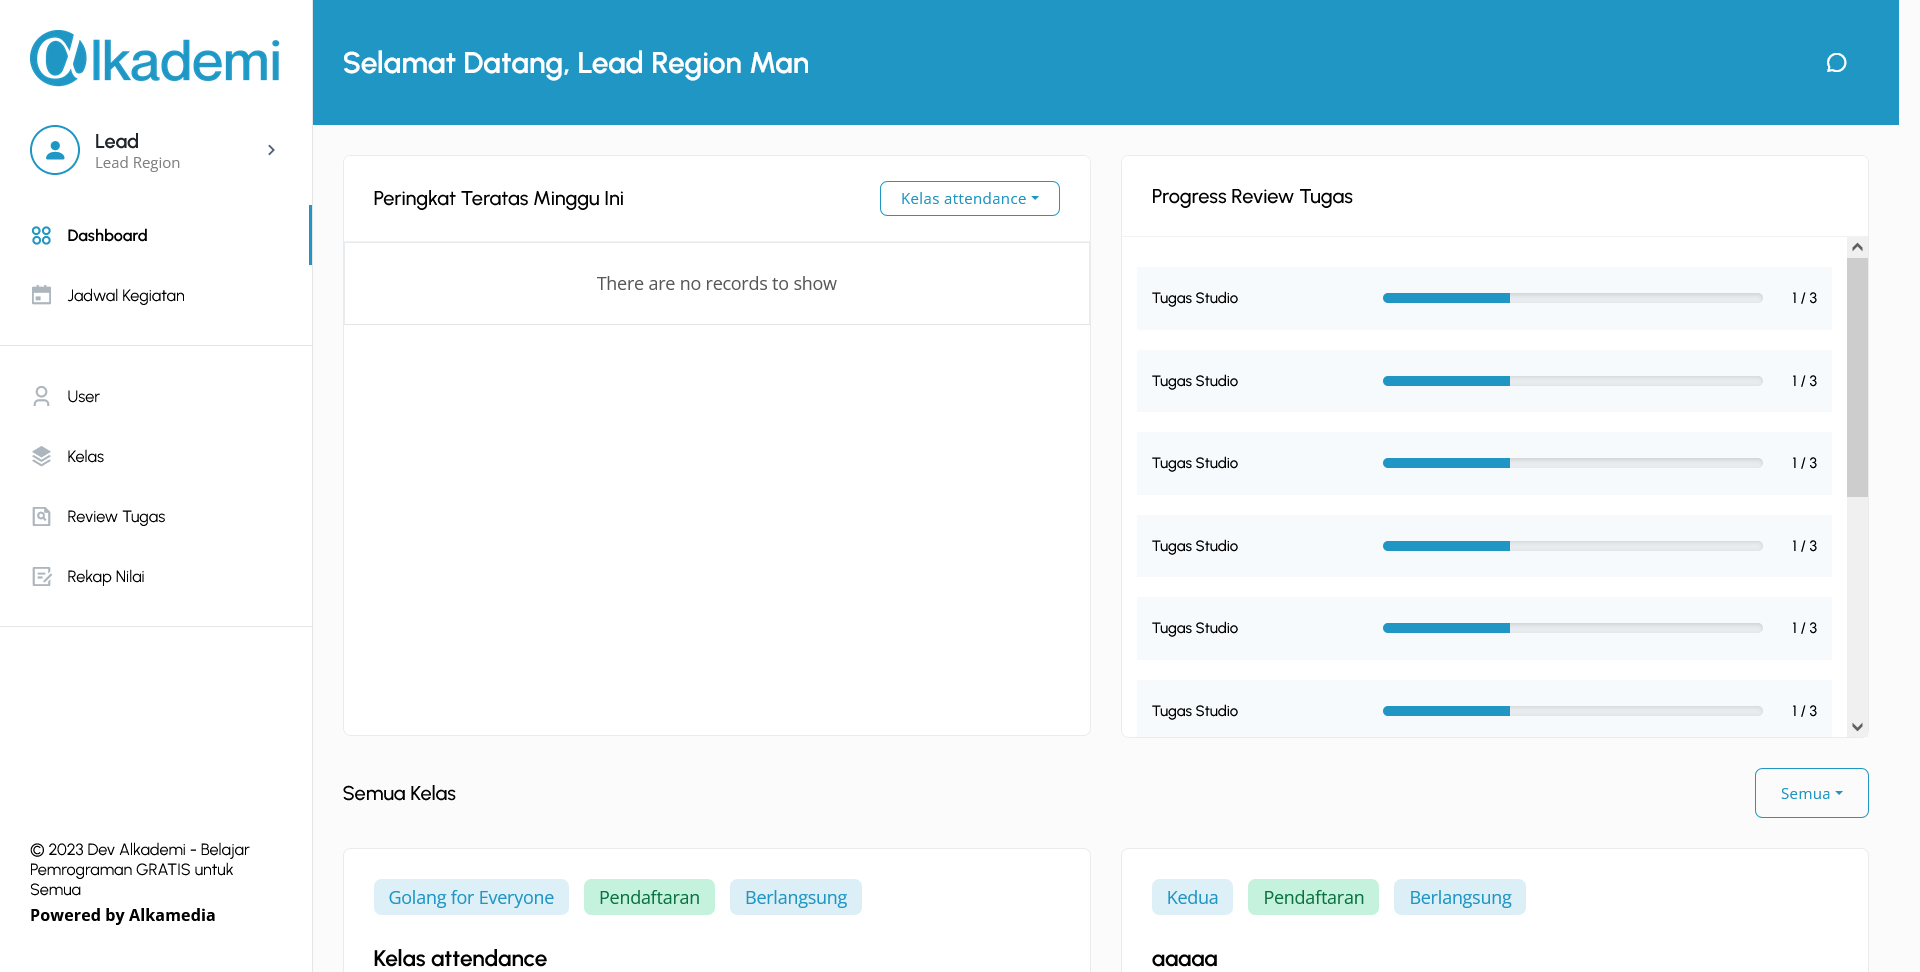 Alkademi
Lead
Lead Region
Dashboard
Jadwal Kegiatan
User
Kelas
Review Tugas
Rekap Nilai
© 2023 Dev Alkademi - Belajar
Pemrograman GRATIS untuk
Semua
Powered by Alkamedia
Selamat Datang, Lead Region Man
Peringkat Teratas Minggu Ini
Kelas attendance
There are no records to show
Progress Review Tugas
Tugas Studio 1 / 3
Tugas Studio 1 / 3
Tugas Studio 1 / 3
Tugas Studio 1 / 3
Tugas Studio 1 / 3
Tugas Studio 1 / 3
Semua Kelas
Semua
Golang for Everyone Pendaftaran Berlangsung
Kelas attendance
Kedua Pendaftaran Berlangsung
aaaaa